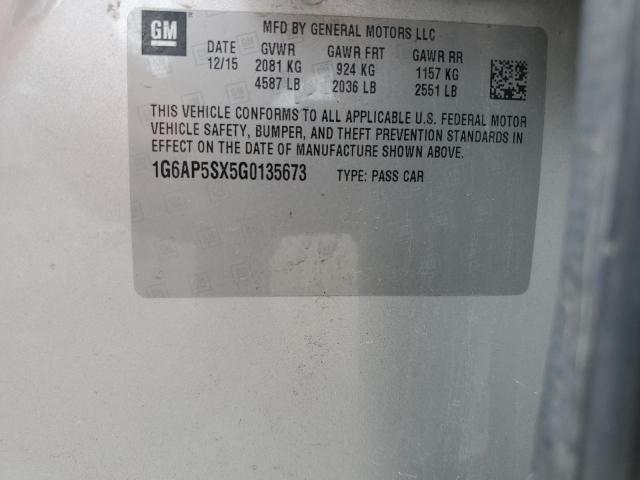 GM
MFD BY GENERAL MOTORS LLC
DATE GVWR GAWR FRT GAWR RR
12/15 2081 KG 924 KG 1157 KG
4587 LB 2036 LB 2551 LB
THIS VEHICLE CONFORMS TO ALL APPLICABLE U.S. FEDERAL MOTOR
VEHICLE SAFETY, BUMPER, AND THEFT PREVENTION STANDARDS IN
EFFECT ON THE DATE OF MANUFACTURE SHOWN ABOVE.
1G6AP5SX5G0135673 TYPE: PASS CAR